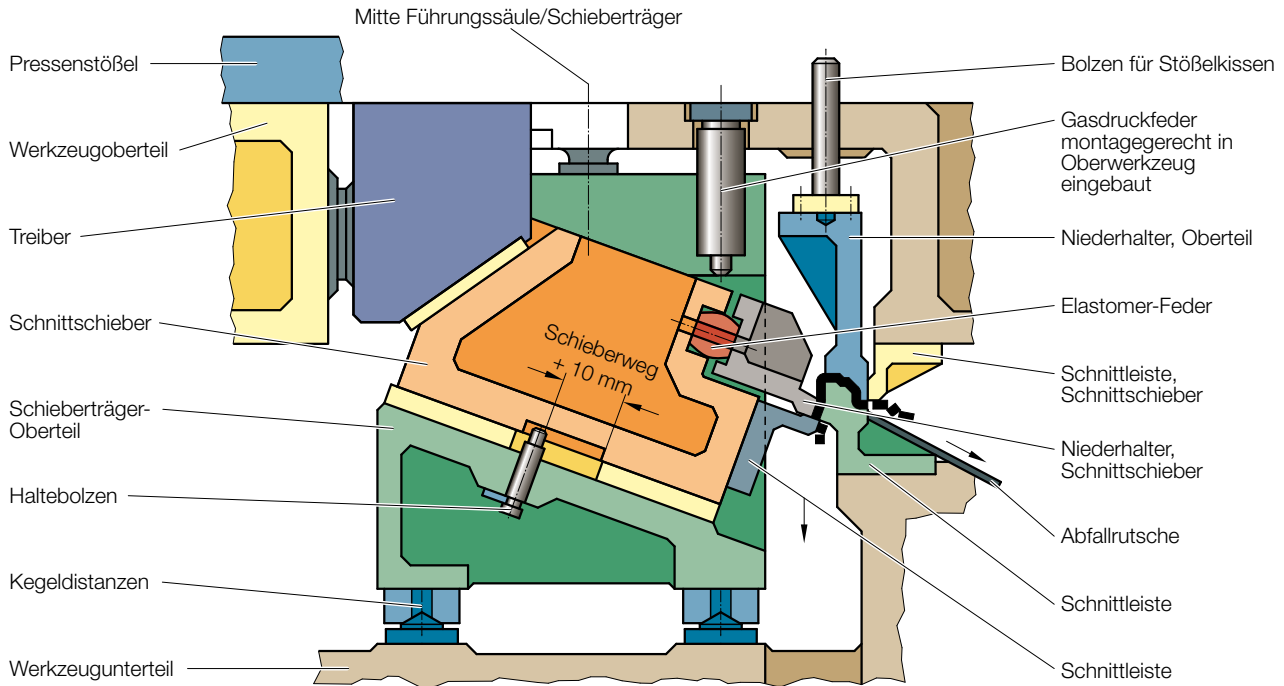 Mitte Führungssäule/Schieberträger
Pressenstößel
Werkzeugoberteil
Treiber
Schnittschieber
Schieberträger-
Oberteil
Haltebolzen
Kegeldistanzen
Werkzeugunterteil
Schieberweg
+ 10 mm
Bolzen für Stößelkissen
Gasdruckfeder
montagegerecht in
Oberwerkzeug
eingebaut
Niederhalter, Oberteil
Elastomer-Feder
Schnittleiste,
Schnittschieber
Niederhalter,
Schnittschieber
Abfallrutsche
Schnittleiste
Schnittleiste